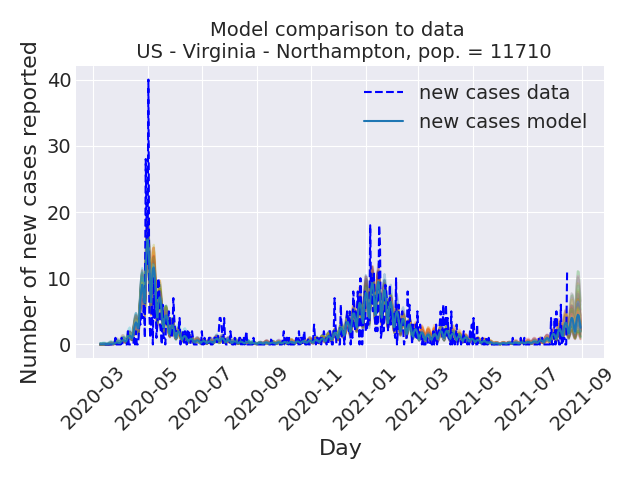 Model comparison to data
US - Virginia - Northampton, pop. = 11710
Number of new cases reported
40
30
20
10
0
new cases data
new cases model
2020-03
2020-05
2020-07
2020-09
2020-11
2021-01
2021-03
2021-05
2021-07
2021-09
Day